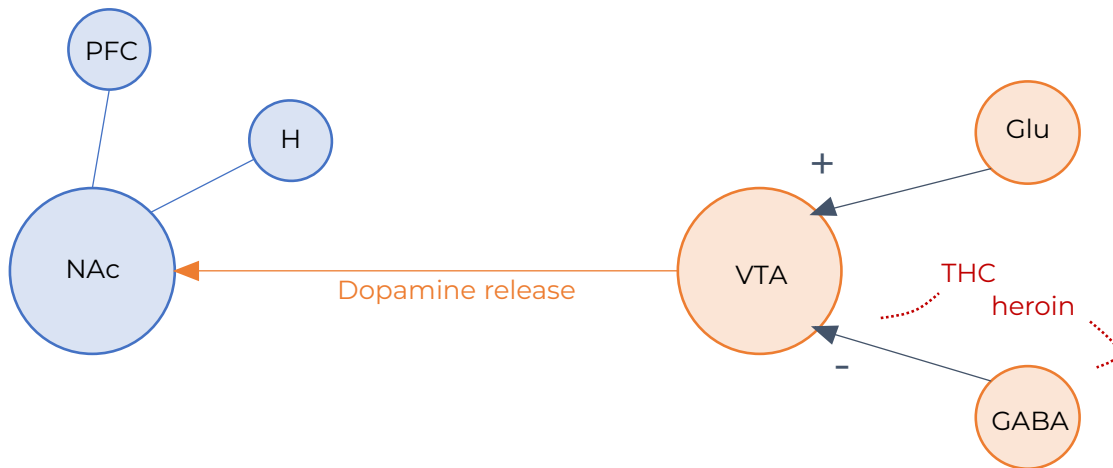 PFC
H
Glu
+
NAc
VTA
THC
Dopamine release
heroin
-
GABA